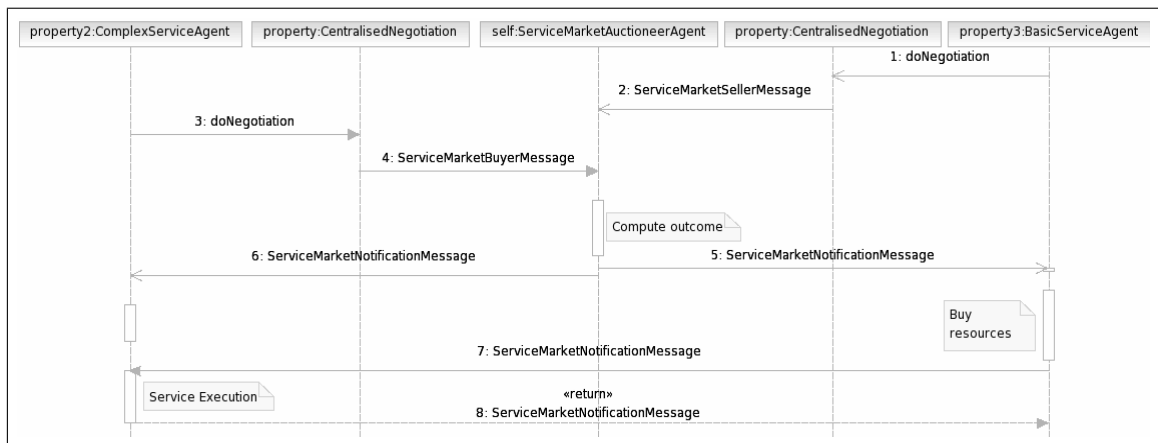 property2:ComplexServiceAgent
property:CentralisedNegotiation
self:ServiceMarketAuctioneerAgent
property:CentralisedNegotiation
property3:BasicServiceAgent
1: doNegotiation
2: ServiceMarketSellerMessage
3: doNegotiation
4: ServiceMarketBuyerMessage
Compute outcome
6: ServiceMarketNotificationMessage
5: ServiceMarketNotificationMessage
Buy
resources
7: ServiceMarketNotificationMessage
Service Execution
«return»
8: ServiceMarketNotificationMessage